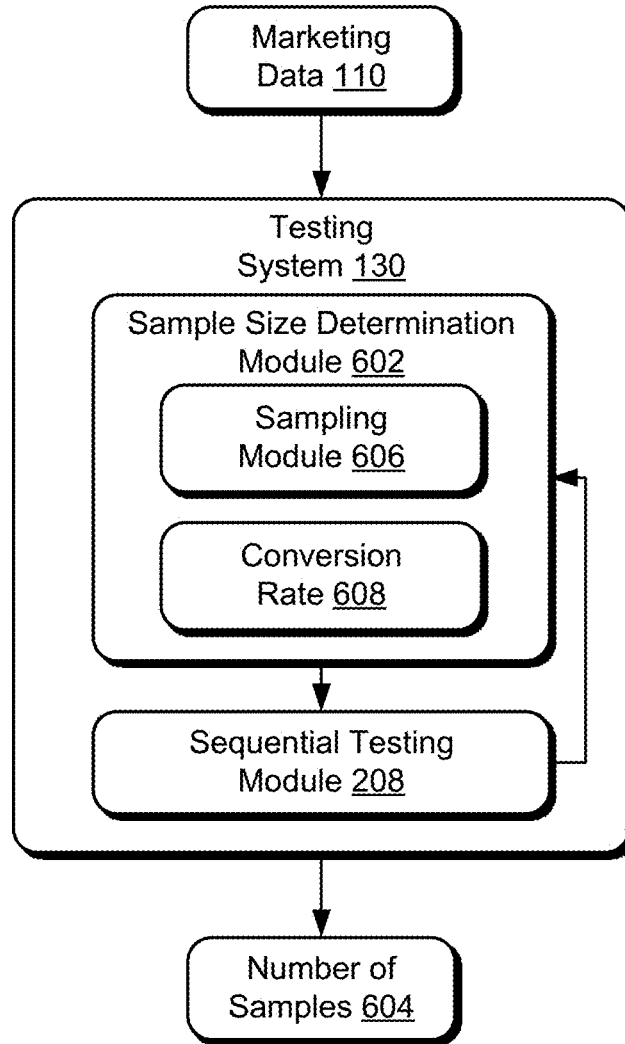 Marketing
Data 110
Testing
System 130
Sample Size Determination
Module 602
Sampling
Module 606
Conversion
Rate 608
Sequential Testing
Module 208
Number of
Samples 604